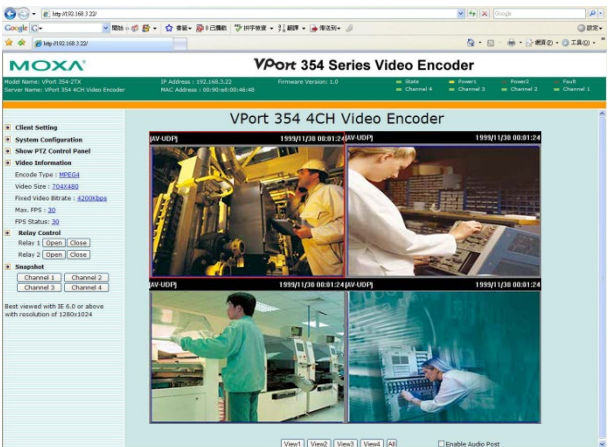 http://192.168.3.22/
Google
Google
http://192.168.3.22/
MOXA®
VPort 354 Series Video Encoder
Model Name: VPort 354-2TX
IP Address : 192.168.3.22
Firmware Version: 1.0
State
Power1
Power2
Fault
Server Name: VPort 354 4CH Video Encoder
MAC Address : 00:90:e8:00:46:40
Channel 4
Channel 3
Channel 2
Channel 1
VPort 354 4CH Video Encoder
Client Setting
System Configuration
Show PTZ Control Panel
Video Information
Encode Type : MPEG4
Video Size : 704X480
Fixed Video Bitrate : 4200Kbps
Max. FPS : 30
FPS Status: 30
Relay Control
Relay 1 Open Close
Relay 2 Open Close
Snapshot
Channel 1 Channel 2
Channel 3 Channel 4
Best viewed with IE 6.0 or above
with resolution of 1280x1024
[AV-UDP] 1999/11/30 00:01:24
[AV-UDP] 1999/11/30 00:01:24
[AV-UDP] 1999/11/30 00:01:24
[AV-UDP] 1999/11/30 00:01:24
View1 View2 View3 View4 All
Enable Audio Post